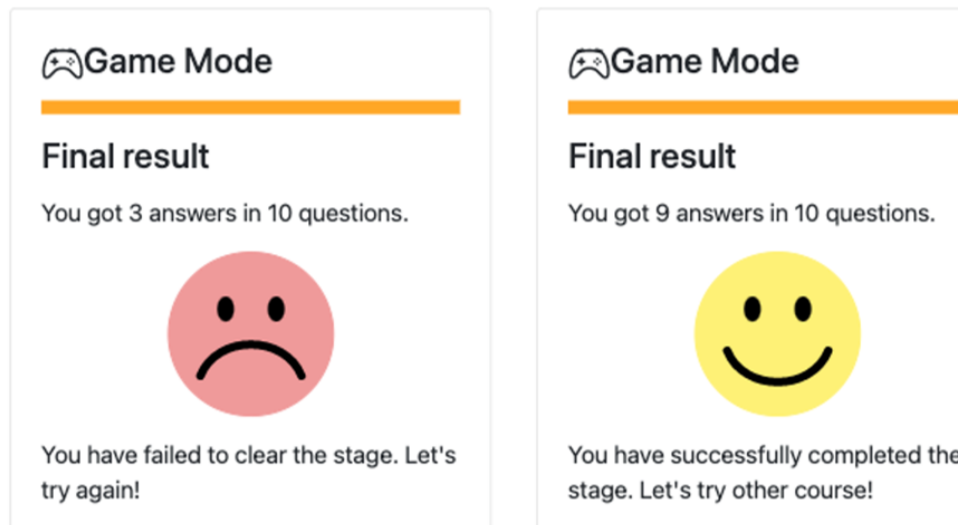 Game Mode
Final result
You got 3 answers in 10 questions.
You have failed to clear the stage. Let's
try again!
Game Mode
Final result
You got 9 answers in 10 questions.
You have successfully completed the
stage. Let's try other course!